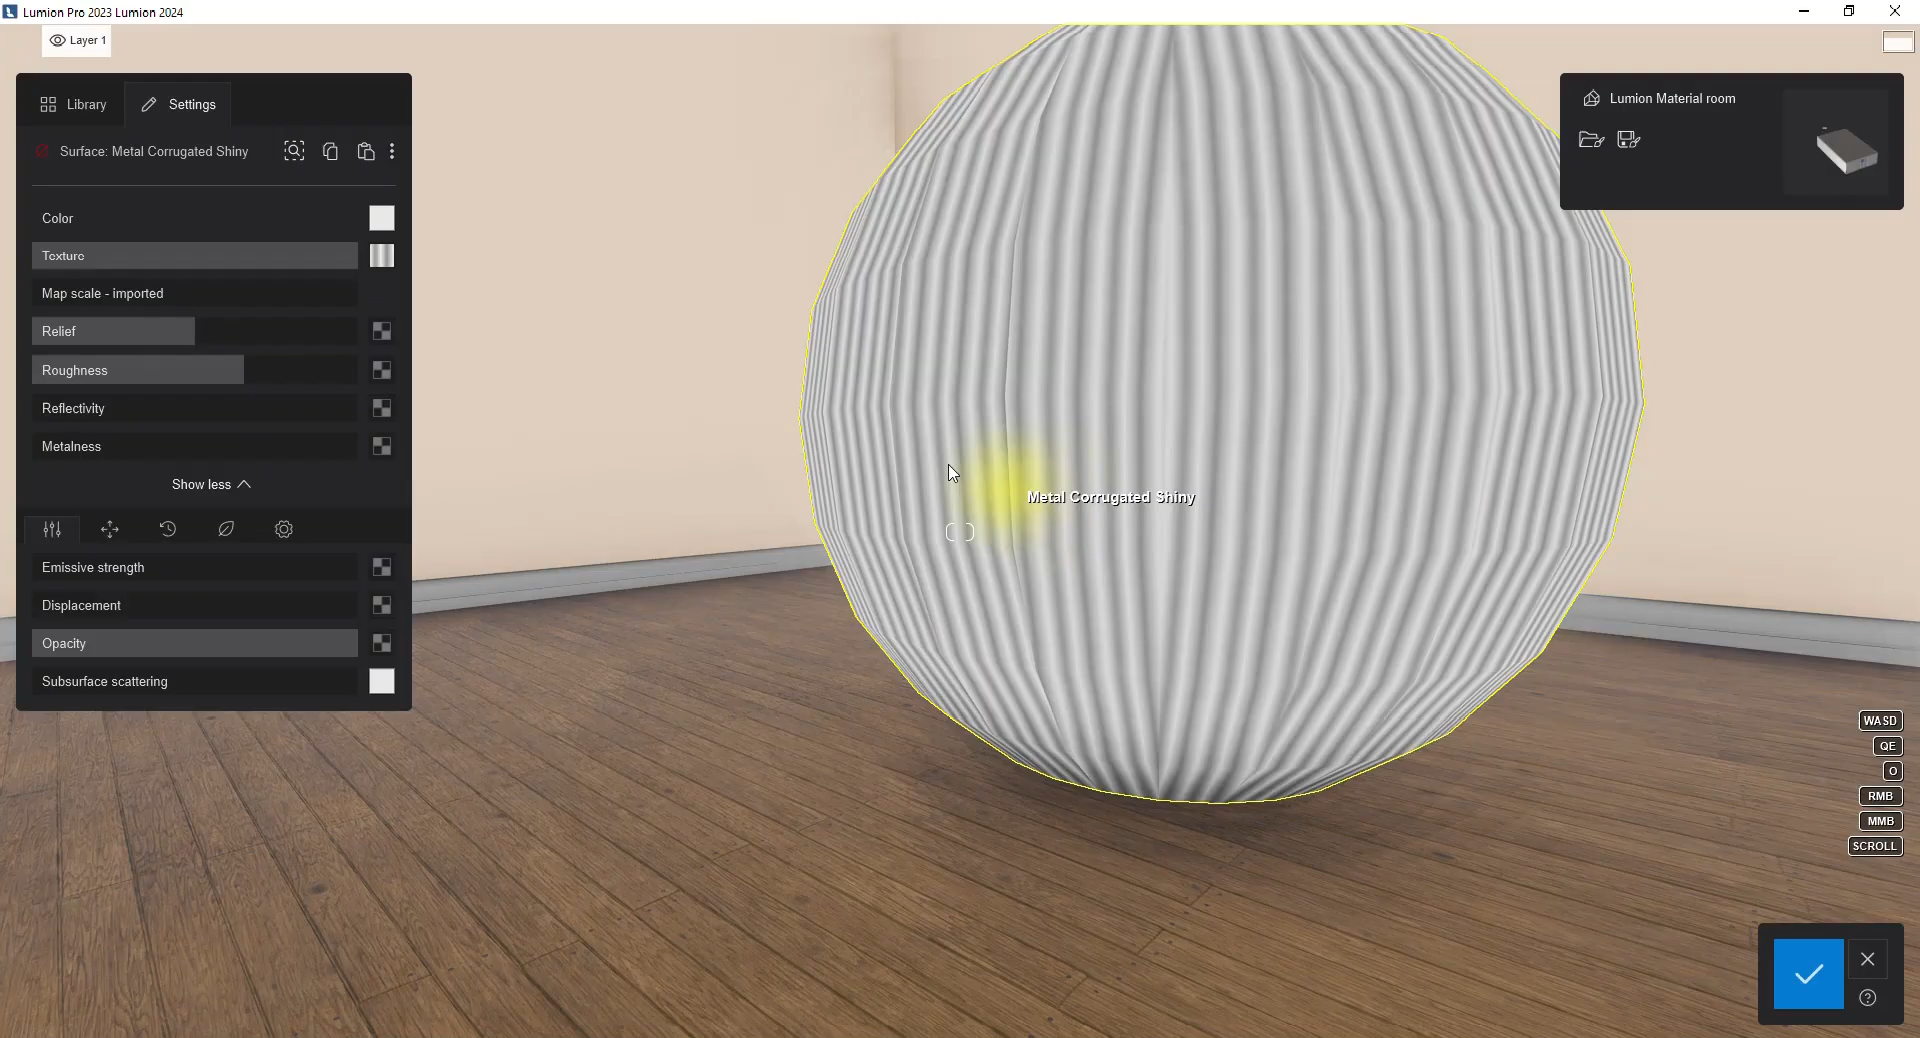 Lumion Pro 2023 Lumion 2024
Layer 1
Library
Settings
Surface: Metal Corrugated Shiny
Color
Texture
Map scale - imported
Relief
Roughness
Reflectivity
Metalness
Show less
Emissive strength
Displacement
Opacity
Subsurface scattering
Metal Corrugated Shiny
Lumion Material room
WASD
QE
O
RMB
MMB
SCROLL